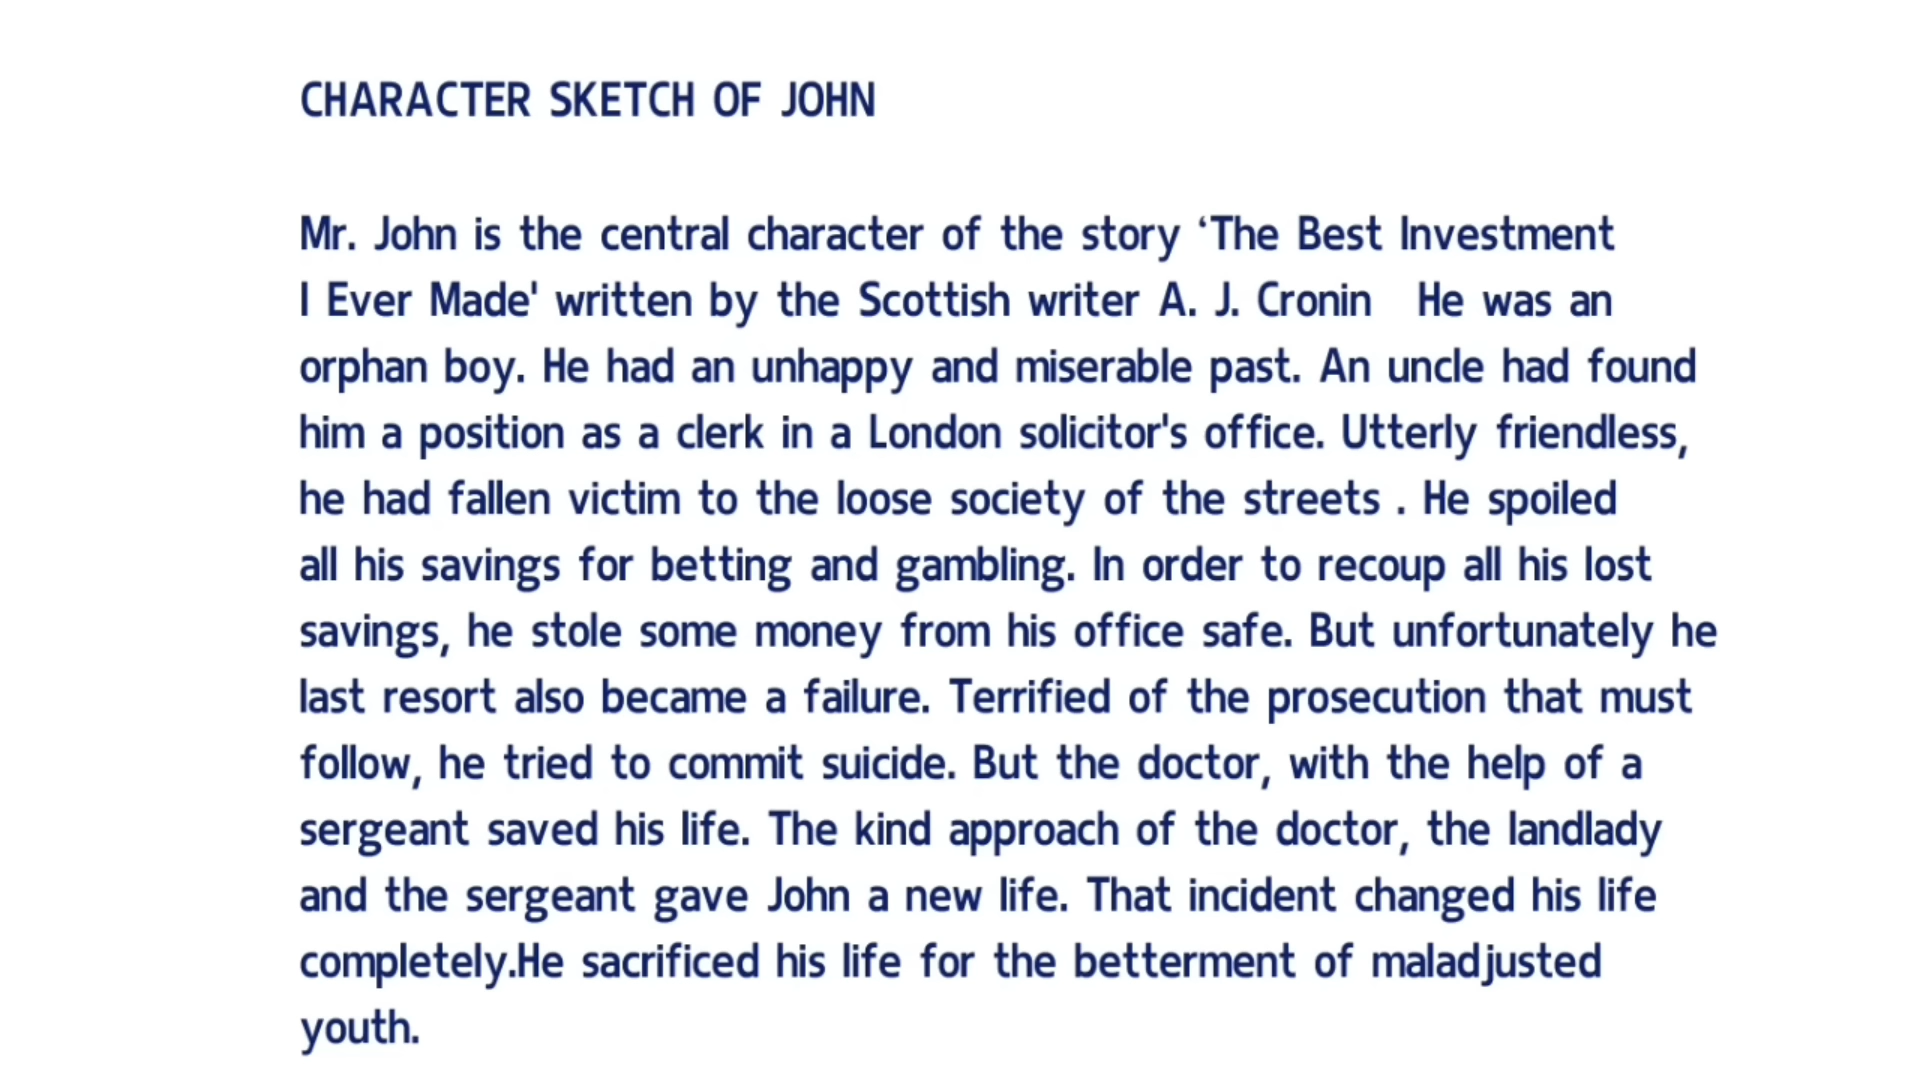 CHARACTER SKETCH OF JOHN
Mr. John is the central character of the story ‘The Best Investment
I Ever Made' written by the Scottish writer A. J. Cronin   He was an
orphan boy. He had an unhappy and miserable past. An uncle had found
him a position as a clerk in a London solicitor's office. Utterly friendless,
he had fallen victim to the loose society of the streets . He spoiled
all his savings for betting and gambling. In order to recoup all his lost
savings, he stole some money from his office safe. But unfortunately he
last resort also became a failure. Terrified of the prosecution that must
follow, he tried to commit suicide. But the doctor, with the help of a
sergeant saved his life. The kind approach of the doctor, the landlady
and the sergeant gave John a new life. That incident changed his life
completely.He sacrificed his life for the betterment of maladjusted
youth.